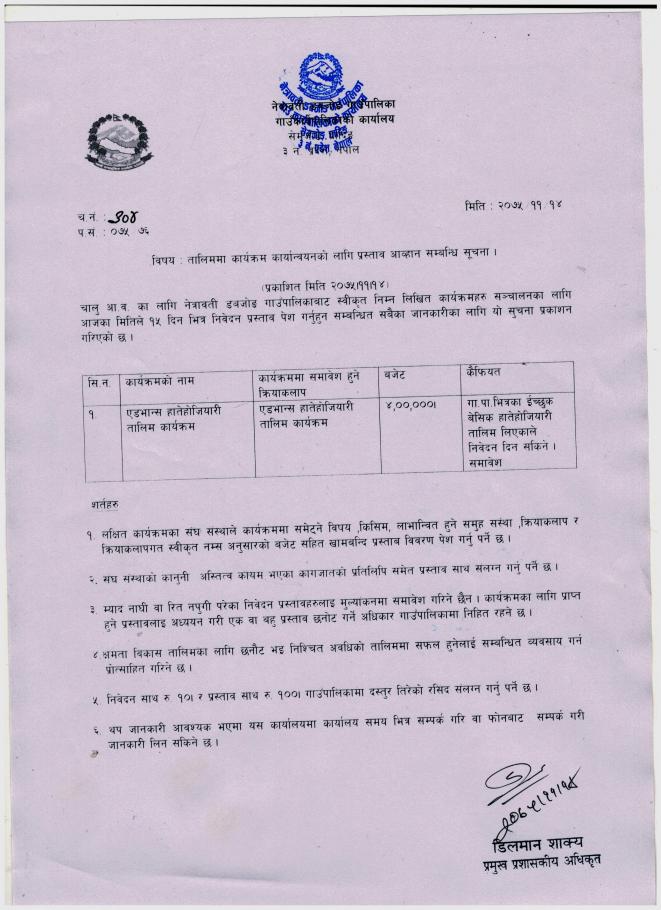 नेत्रावती डबजोङ गाउँपालिका
गाउँ कार्यपालिकाको कार्यालय
३ नं. प्रदेश, नेपाल
मिति : २०७५/११/१४
च.नं. : ३०४
प.सं : ०७५/७६
विषय : तालिममा कार्यक्रम कार्यान्वयनको लागि प्रस्ताव आव्हान सम्बन्धि सूचना ।
(प्रकाशित मिति २०७५।११।१४)
चालु आ.व. का लागि नेत्रावती डबजोङ गाउँपालिकाबाट स्वीकृत निम्न लिखित कार्यक्रमहरु सञ्चालनका लागि
आजका मितिले १५ दिन भित्र निवेदन प्रस्ताव पेश गर्नुहुन सम्बन्धित सबैका जानकारीका लागि यो सुचना प्रकाशन
गरिएको छ ।
सि.न. कार्यक्रमको नाम कार्यक्रममा समावेश हुने क्रियाकलाप बजेट कैफियत
१. एडभान्स हातेहोजियारी तालिम कार्यक्रम एडभान्स हातेहोजियारी तालिम कार्यक्रम ४,००,०००। गा.पा.भित्रका ईच्छुक बेसिक हातेहोजियारी तालिम लिएकाले निवेदन दिन सकिने । समावेश
शर्तहरु
१. लक्षित कार्यक्रमका संघ संस्थाले कार्यक्रममा समेट्ने विषय ,किसिम, लाभान्वित हुने समुह संस्था ,क्रियाकलाप र
क्रियाकलापगत स्वीकृत नम्स अनुसारको बजेट सहित खामबन्दि प्रस्ताव विवरण पेश गर्नु पर्ने छ ।
२. संघ संस्थाको कानुनी अस्तित्व कायम भएका कागजातको प्रतिलिपि समेत प्रस्ताव साथ संलग्न गर्नु पर्ने छ ।
३. म्याद नाघी वा रित नपुगी परेका निवेदन प्रस्तावहरुलाइ मुल्यांकनमा समावेश गरिने छैन । कार्यक्रमका लागि प्राप्त
हुने प्रस्तावलाइ अध्ययन गरी एक वा बहु प्रस्ताव छनोट गर्ने अधिकार गाउँपालिकामा निहित रहने छ ।
४.क्षमता बिकास तालिमका लागि छनौट भइ निश्चित अवधिको तालिममा सफल हुनेलाई सम्बन्धित व्यवसाय गर्न
प्रोत्साहित गरिने छ ।
५. निवेदन साथ रु १०। र प्रस्ताव साथ रु. १००। गाउँपालिकामा दस्तुर तिरेको रसिद संलग्न गर्नु पर्ने छ ।
६. थप जानकारी आवश्यक भएमा यस कार्यालयमा कार्यालय समय भित्र सम्पर्क गरि वा फोनबाट सम्पर्क गरी
जानकारी लिन सकिने छ ।
२०७५/११/१४
डिलमान शाक्य
प्रमुख प्रशासकीय अधिकृत